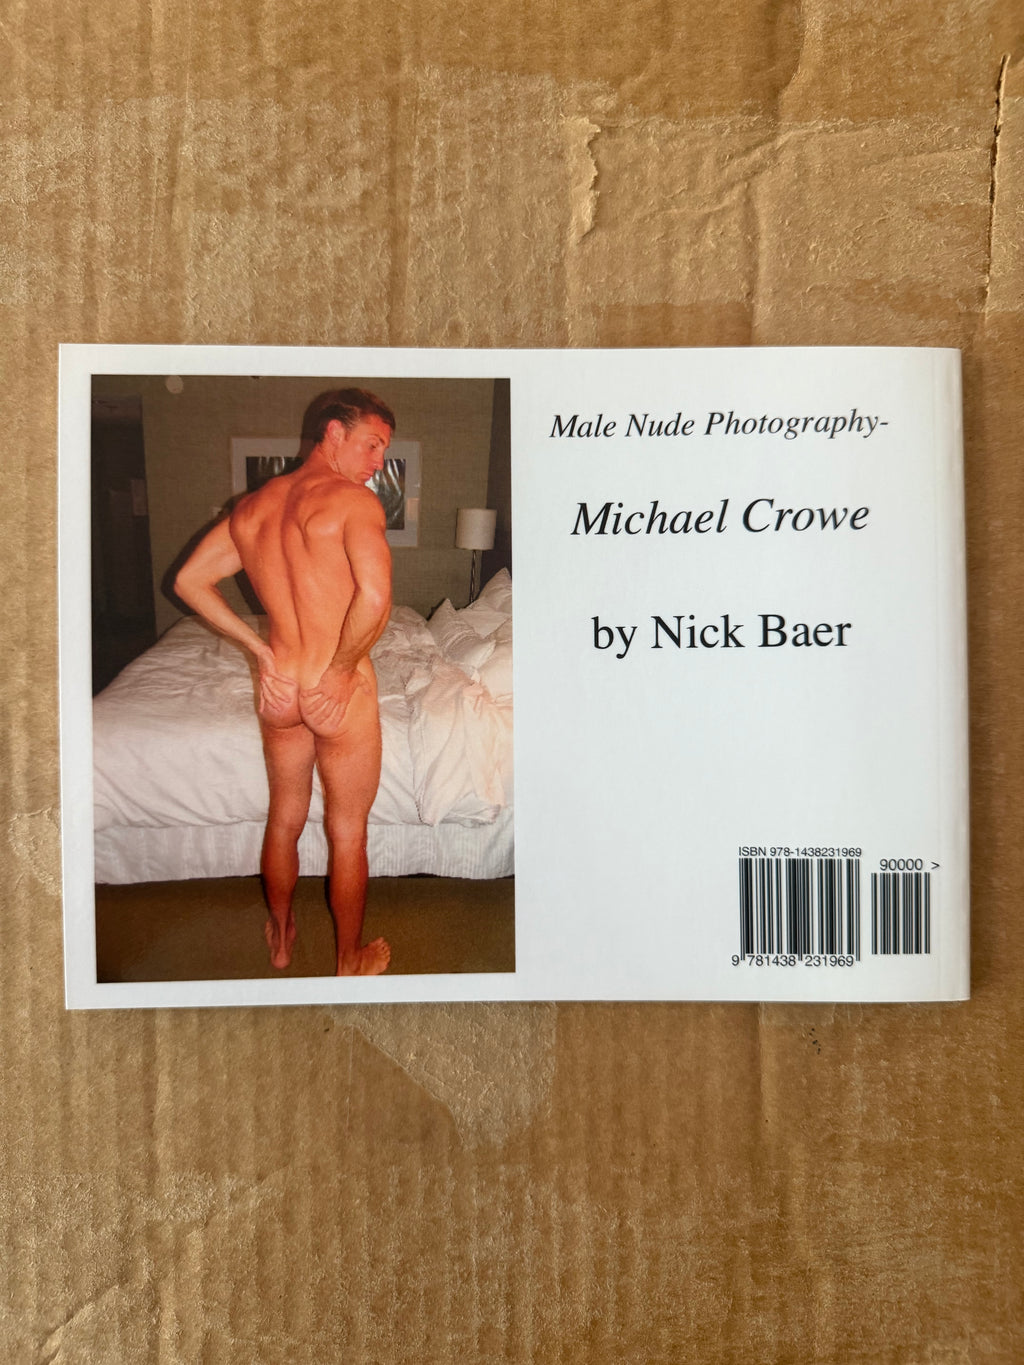 Male Nude Photography-
Michael Crowe
by Nick Baer
ISBN 978-1438231969
90000 >
9 781438 231969